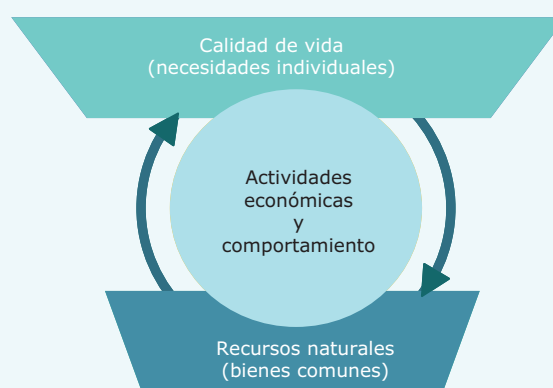 Calidad de vida
(necesidades individuales)
Actividades
económicas
y
comportamiento
Recursos naturales
(bienes comunes)